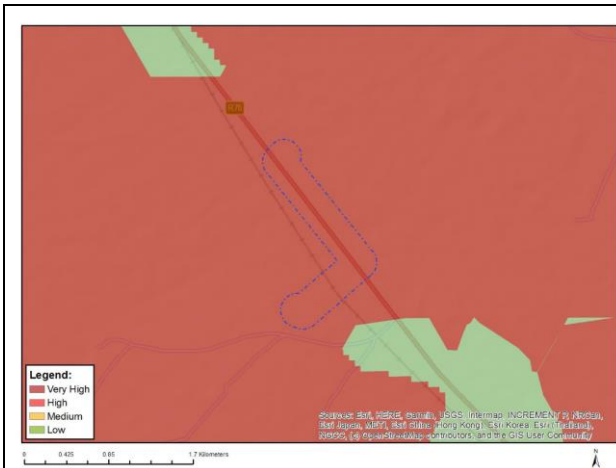 Legend:
Very High
High
Medium
Low
Sources: Esri, HERE, Garmin, USGS, Intermap, INCREMENT P, NRCan,
Esri Japan, METI, Esri China (Hong Kong), Esri Korea, Esri (Thailand),
NGCC, (c) OpenStreetMap contributors, and the GIS User Community
0 0.425 0.85 1.7 Kilometers
N